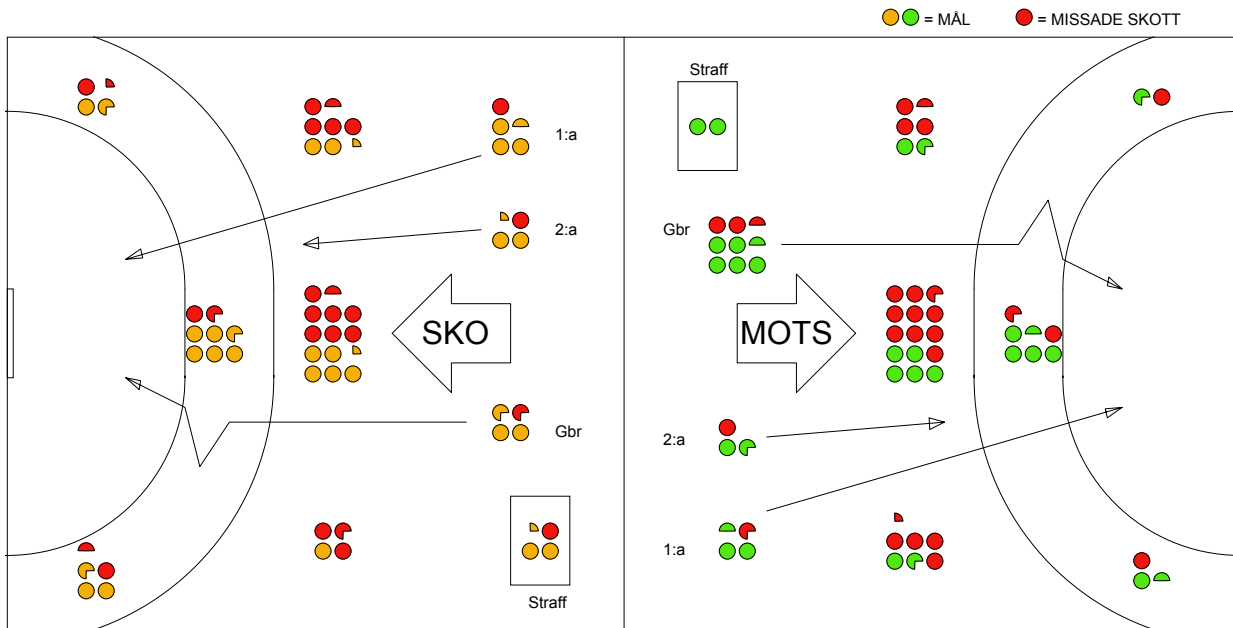 = MÅL = MISSADE SKOTT
Straff
1:a
2:a
Gbr
SKO
MOTS
Gbr
2:a
1:a
Straff